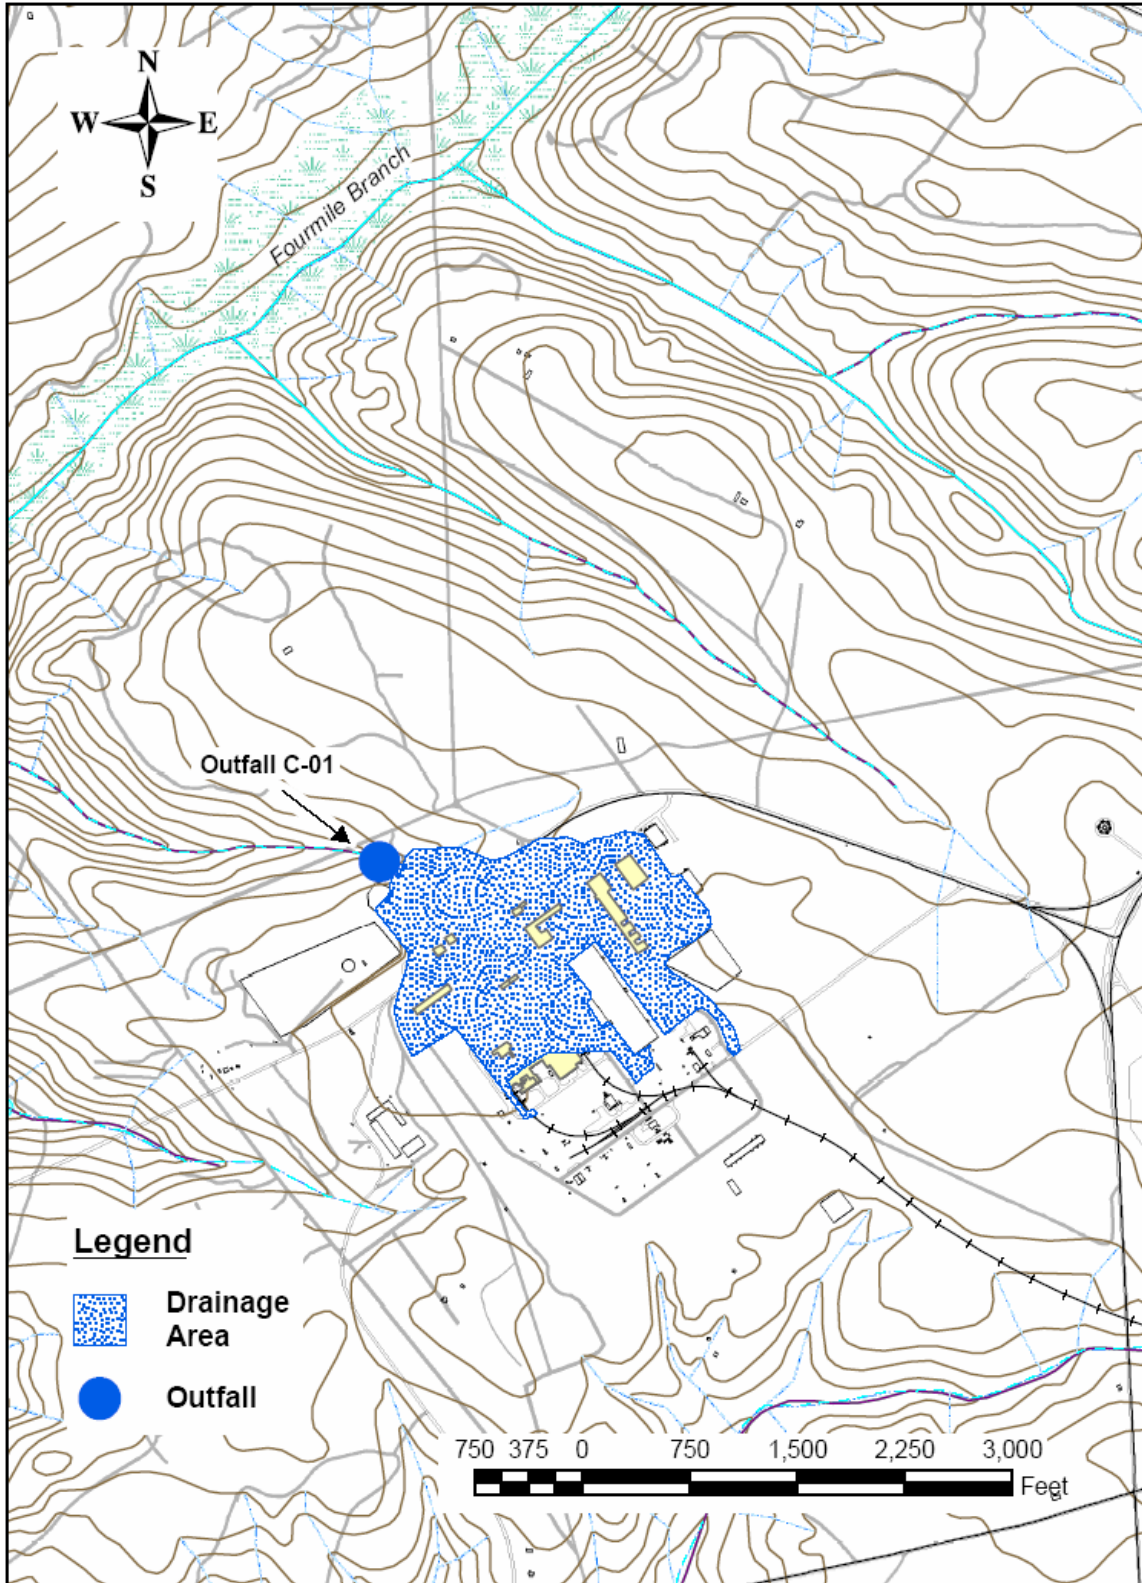 N
W E
S
Fourmile Branch
Outfall C-01
Legend
Drainage
Area
Outfall
750 375 0 750 1,500 2,250 3,000
Feet